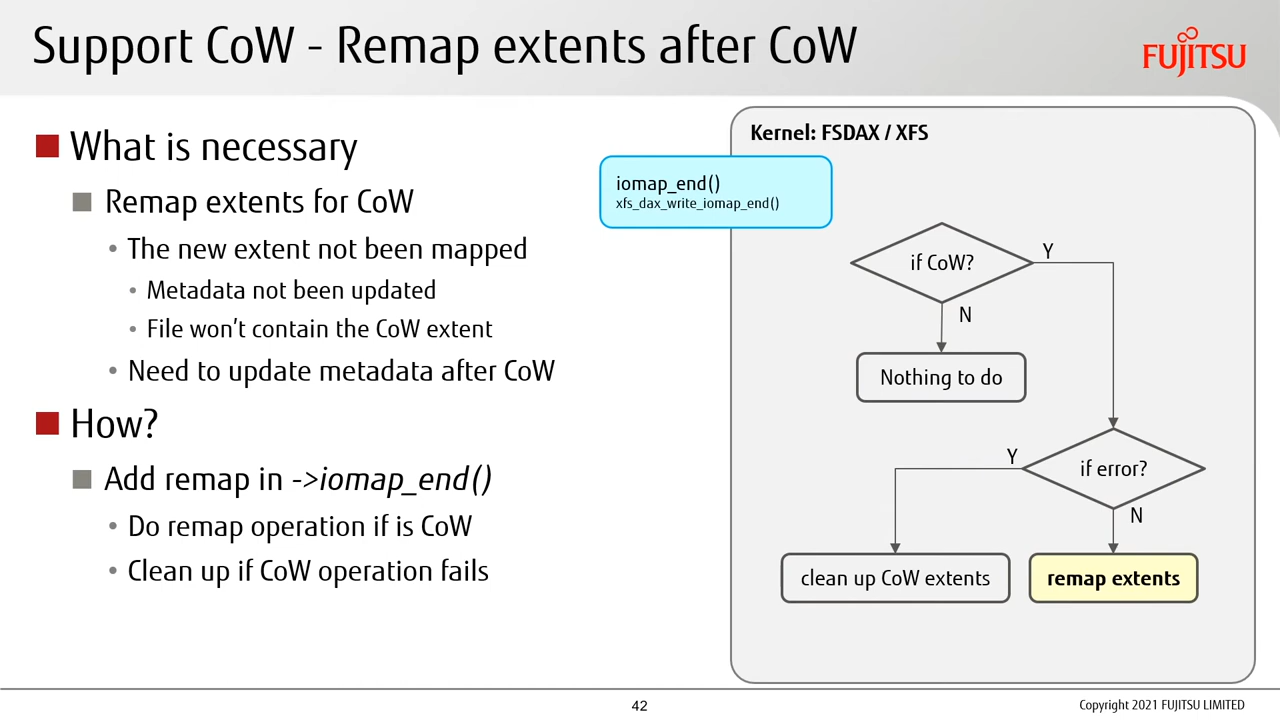 Support CoW - Remap extents after CoW
FUJITSU
What is necessary
Remap extents for CoW
The new extent not been mapped
Metadata not been updated
File won't contain the CoW extent
Need to update metadata after CoW
How?
Add remap in ->iomap_end()
Do remap operation if is CoW
Clean up if CoW operation fails
Kernel: FSDAX / XFS
iomap_end()
xfs_dax_write_iomap_end()
if CoW?
Y
N
Nothing to do
if error?
Y
N
clean up CoW extents
remap extents
42
Copyright 2021 FUJITSU LIMITED